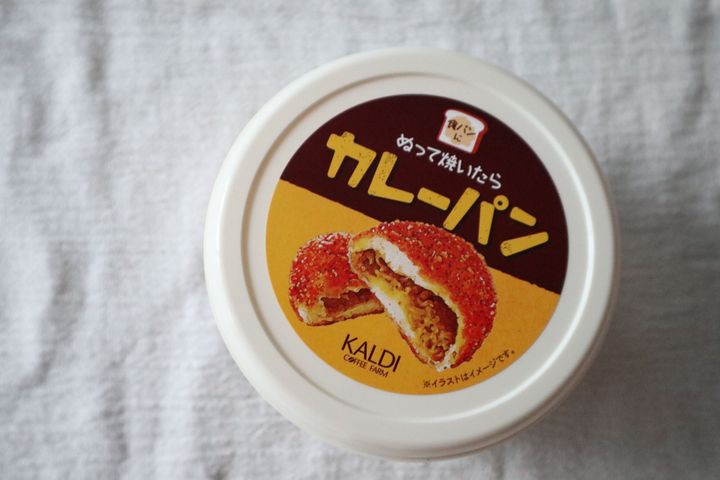 食パン
に
ぬって焼いたら
カレーパン
KALDI
COFFEE FARM
※イラストはイメージです。